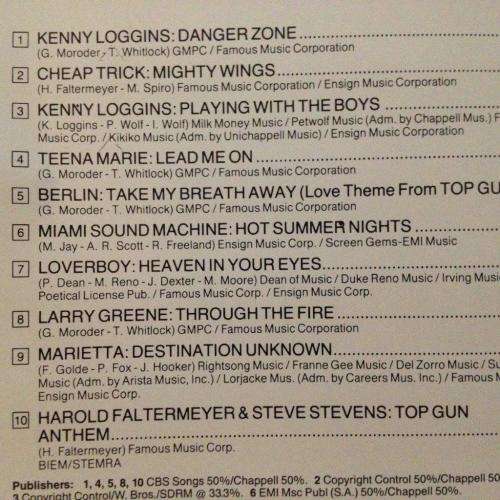 1 KENNY LOGGINS: DANGER ZONE
(G. Moroder - T. Whitlock) GMPC / Famous Music Corporation
2 CHEAP TRICK: MIGHTY WINGS
(H. Faltermeyer - M. Spiro) Famous Music Corporation / Ensign Music Corporation
3 KENNY LOGGINS: PLAYING WITH THE BOYS
(K. Loggins - P. Wolf - I. Wolf) Milk Money Music / Petwolf Music (Adm. by Chappell Mus.) F
Music Corp. / Kikiko Music (Adm. by Unichappell Music) / Ensign Music Corporation
4 TEENA MARIE: LEAD ME ON
(G. Moroder - T. Whitlock) GMPC / Famous Music Corporation
5 BERLIN: TAKE MY BREATH AWAY (Love Theme From TOP GU
(G. Moroder - T. Whitlock) GMPC / Famous Music Corporation
6 MIAMI SOUND MACHINE: HOT SUMMER NIGHTS
(M. Jay - A. R. Scott - R. Freeland) Ensign Music Corp. / Screen Gems-EMI Music
7 LOVERBOY: HEAVEN IN YOUR EYES
(P. Dean - M. Reno - J. Dexter - M. Moore) Dean of Music / Duke Reno Music / Irving Music
Poetical License Pub. / Famous Music Corp. / Ensign Music Corp.
8 LARRY GREENE: THROUGH THE FIRE
(G. Moroder - T. Whitlock) GMPC / Famous Music Corporation
9 MARIETTA: DESTINATION UNKNOWN
(F. Golde - P. Fox - J. Hooker) Rightsong Music / Franne Gee Music / Del Zorro Music / Su
Music (Adm. by Arista Music, Inc.) / Lorjacke Mus. (Adm. by Careers Mus. Inc.) / Famous M
Ensign Music Corp.
10 HAROLD FALTERMEYER & STEVE STEVENS: TOP GUN
ANTHEM
(H. Faltermeyer) Famous Music Corp.
BIEM/STEMRA
Publishers: 1, 4, 5, 8, 10 CBS Songs 50%/Chappell 50%. 2 Copyright Control 50%/Chappell 50%.
3 Copyright Control/W. Bros./SDRM @ 33.3%. 6 EMI Msc Publ (S.A.) 50%/Chappell 50%.